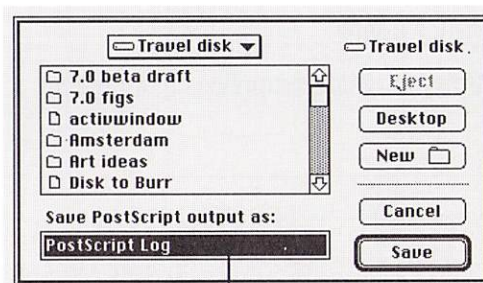 Travel disk
Travel disk
7.0 beta draft
7.0 figs
activwindow
Amsterdam
Art ideas
Disk to Burr
Eject
Desktop
New
Save PostScript output as:
PostScript Log
Cancel
Save